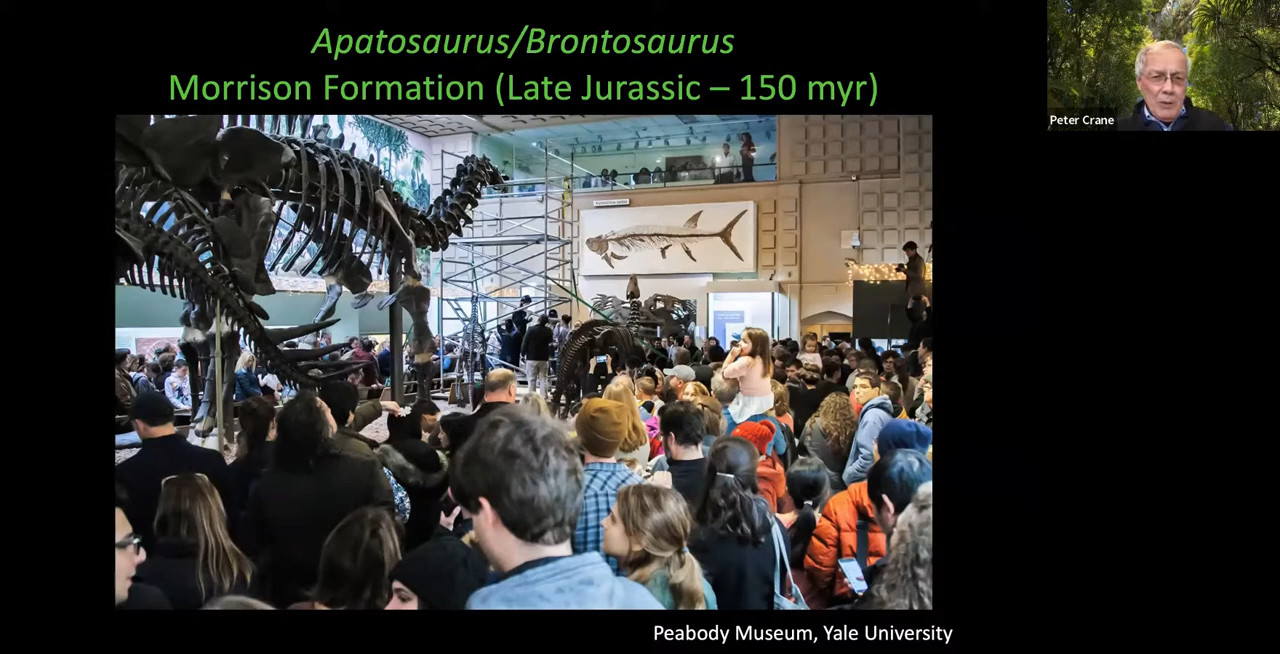 Apatosaurus/Brontosaurus
Morrison Formation (Late Jurassic – 150 myr)
Peter Crane
Peabody Museum, Yale University